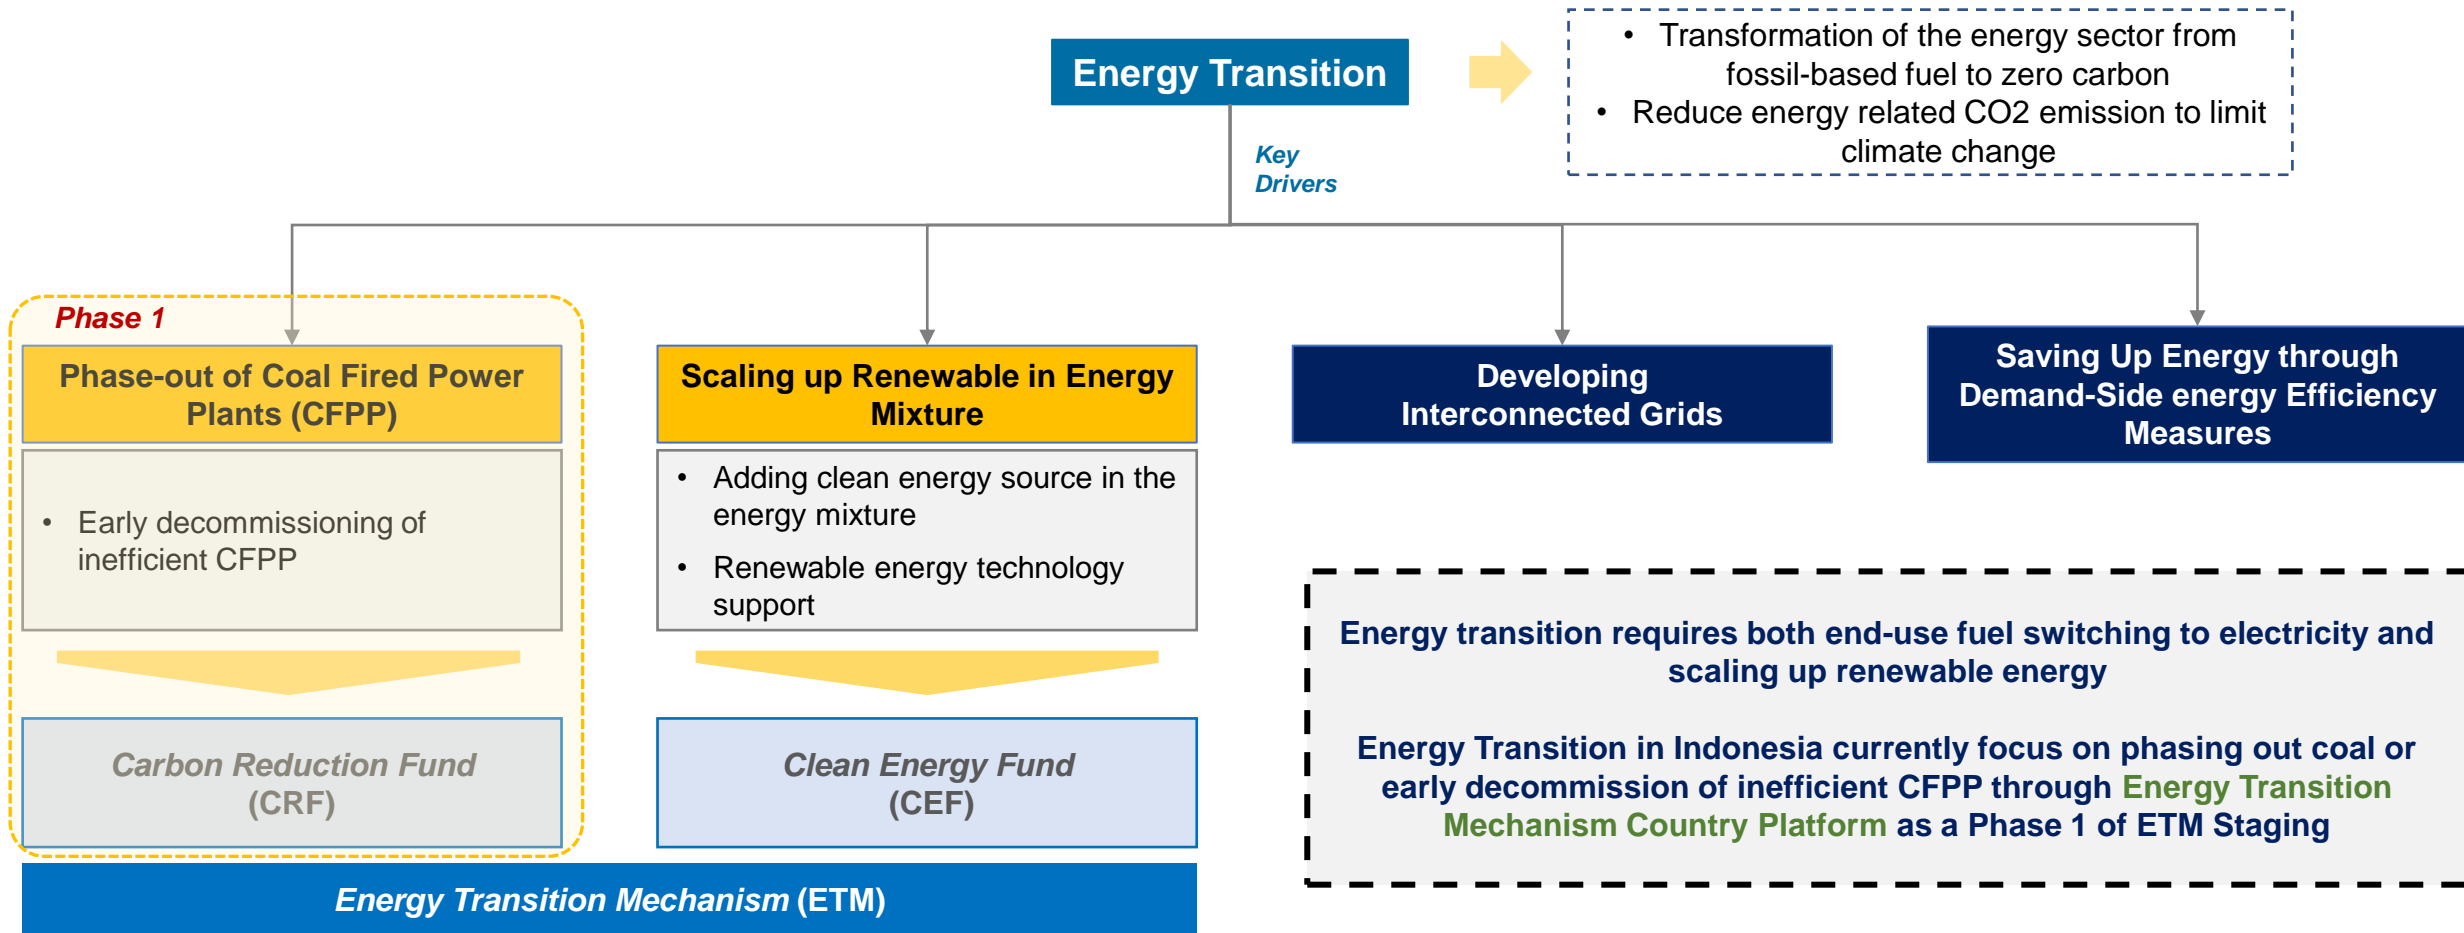 Energy Transition
• Transformation of the energy sector from
fossil-based fuel to zero carbon
• Reduce energy related CO2 emission to limit
climate change
Key
Drivers
Phase 1
Phase-out of Coal Fired Power
Plants (CFPP)
• Early decommissioning of
inefficient CFPP
Carbon Reduction Fund
(CRF)
Scaling up Renewable in Energy
Mixture
• Adding clean energy source in the
energy mixture
• Renewable energy technology
support
Clean Energy Fund
(CEF)
Energy Transition Mechanism (ETM)
Developing
Interconnected Grids
Saving Up Energy through
Demand-Side energy Efficiency
Measures
Energy transition requires both end-use fuel switching to electricity and
scaling up renewable energy
Energy Transition in Indonesia currently focus on phasing out coal or
early decommission of inefficient CFPP through Energy Transition
Mechanism Country Platform as a Phase 1 of ETM Staging